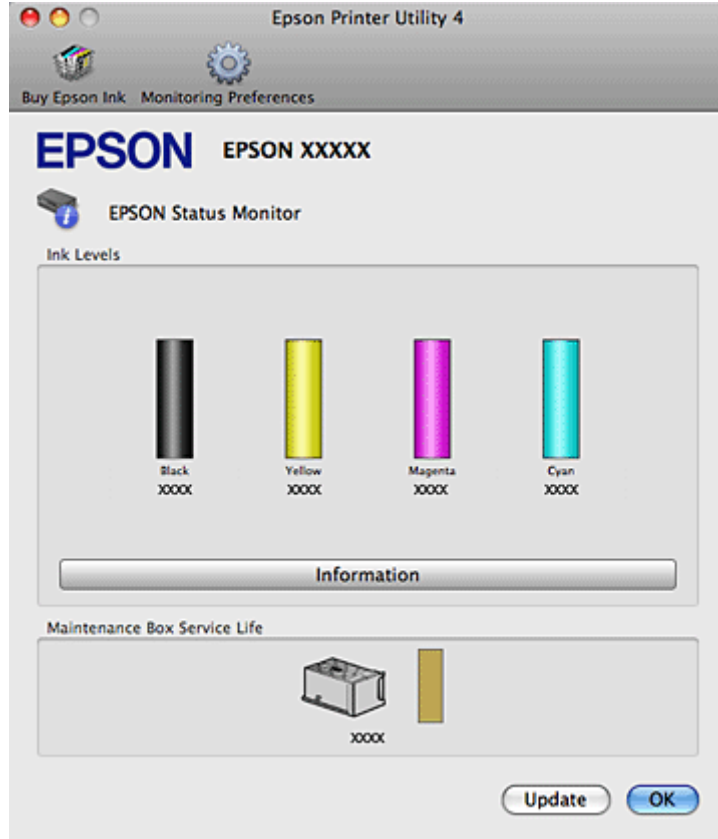 Epson Printer Utility 4
Buy Epson Ink Monitoring Preferences
EPSON EPSON XXXXX
EPSON Status Monitor
Ink Levels
Black Yellow Magenta Cyan
XXXX XXXX XXXX XXXX
Information
Maintenance Box Service Life
XXXX
Update OK